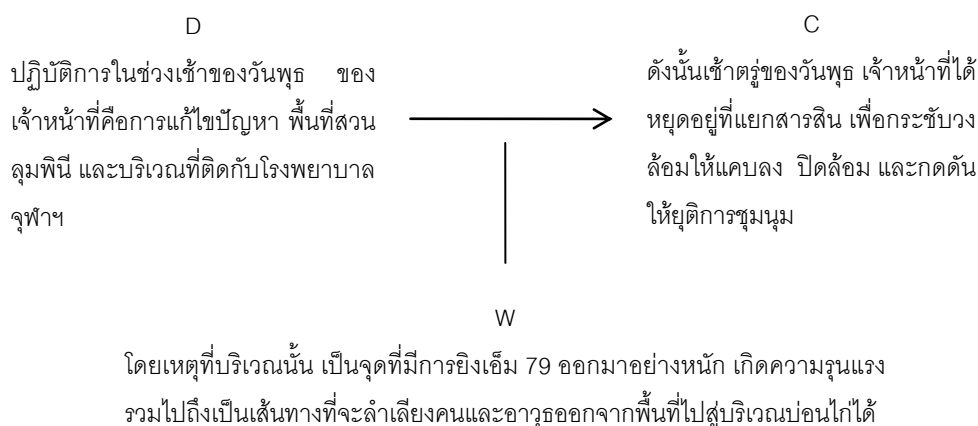 D
ปฏิบัติการในช่วงเช้าของวันพุธ ของ
เจ้าหน้าที่คือการแก้ไขปัญหา พื้นที่สวน
ลุมพินี และบริเวณที่ติดกับโรงพยาบาล
จุฬาฯ
C
ดังนั้นเช้าตรู่ของวันพุธ เจ้าหน้าที่ได้
หยุดอยู่ที่แยกสารสิน เพื่อกระชับวง
ล้อมให้แคบลง ปิดล้อม และกดดัน
ให้ยุติการชุมนุม
W
โดยเหตุที่บริเวณนั้น เป็นจุดที่มีการยิงเอ็ม 79 ออกมาอย่างหนัก เกิดความรุนแรง
รวมไปถึงเป็นเส้นทางที่จะลำเลียงคนและอาวุธออกจากพื้นที่ไปสู่บริเวณบ่อนไก่ได้